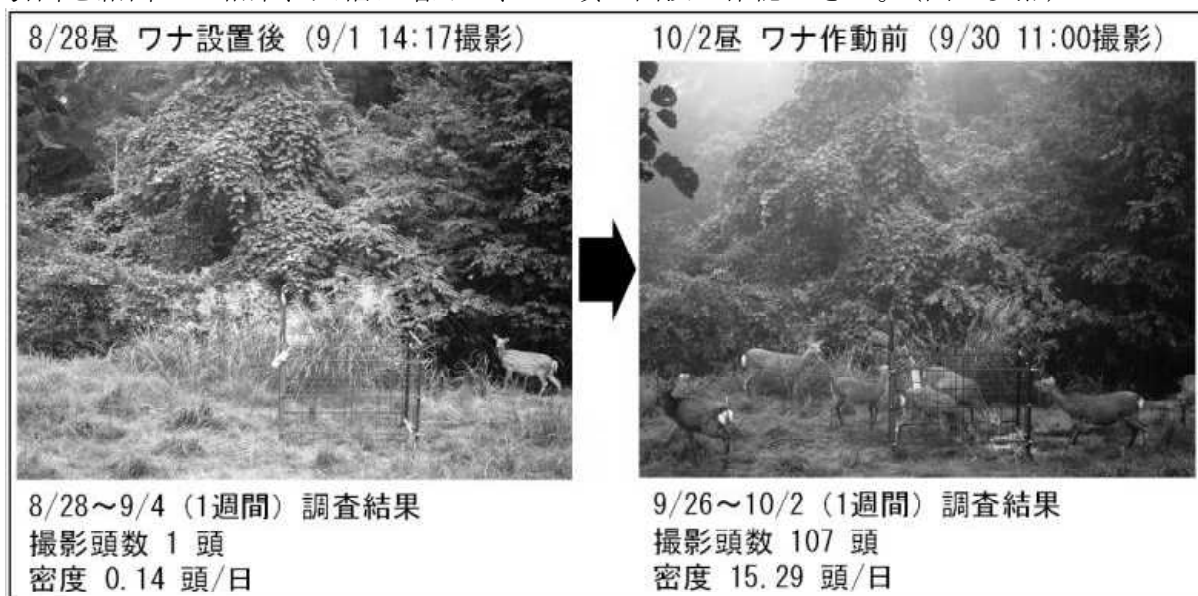 8/28昼 ワナ設置後 (9/1 14:17撮影)
10/2昼 ワナ作動前 (9/30 11:00撮影)
8/28～9/4 (1週間) 調査結果
撮影頭数 1 頭
密度 0.14 頭/日
9/26～10/2 (1週間) 調査結果
撮影頭数 107 頭
密度 15.29 頭/日